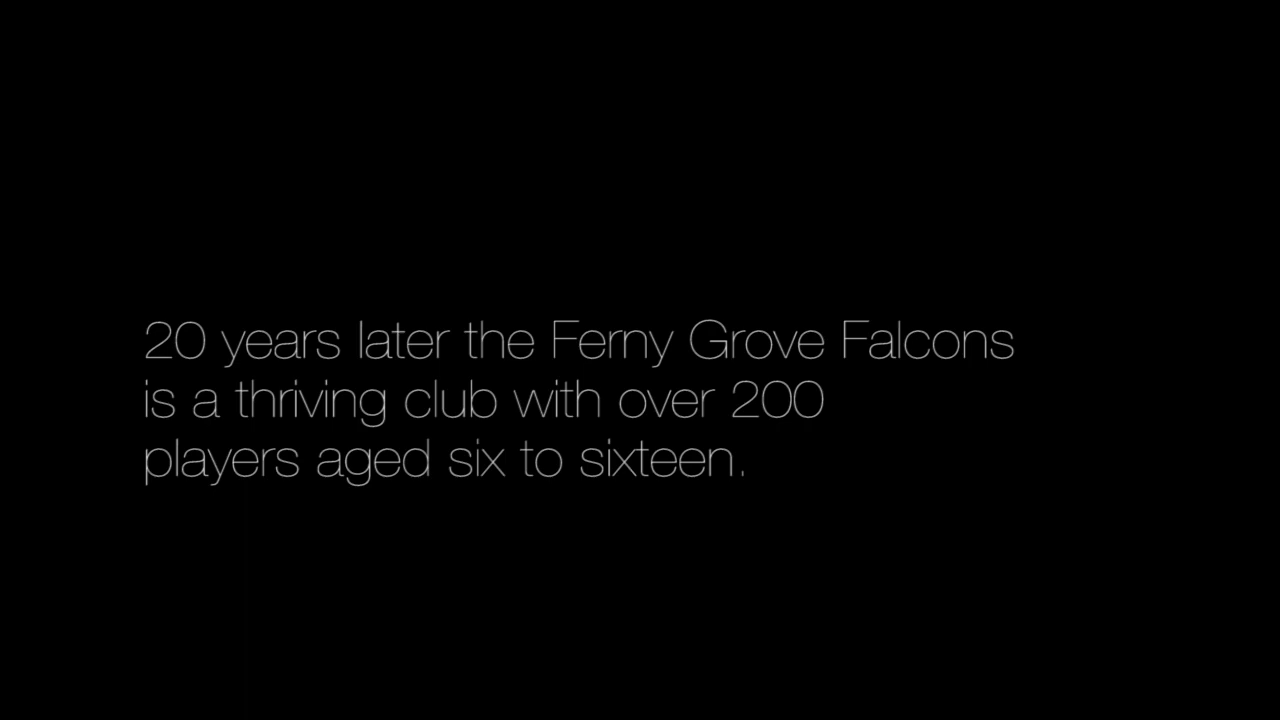 20 years later the Ferny Grove Falcons
is a thriving club with over 200
players aged six to sixteen.